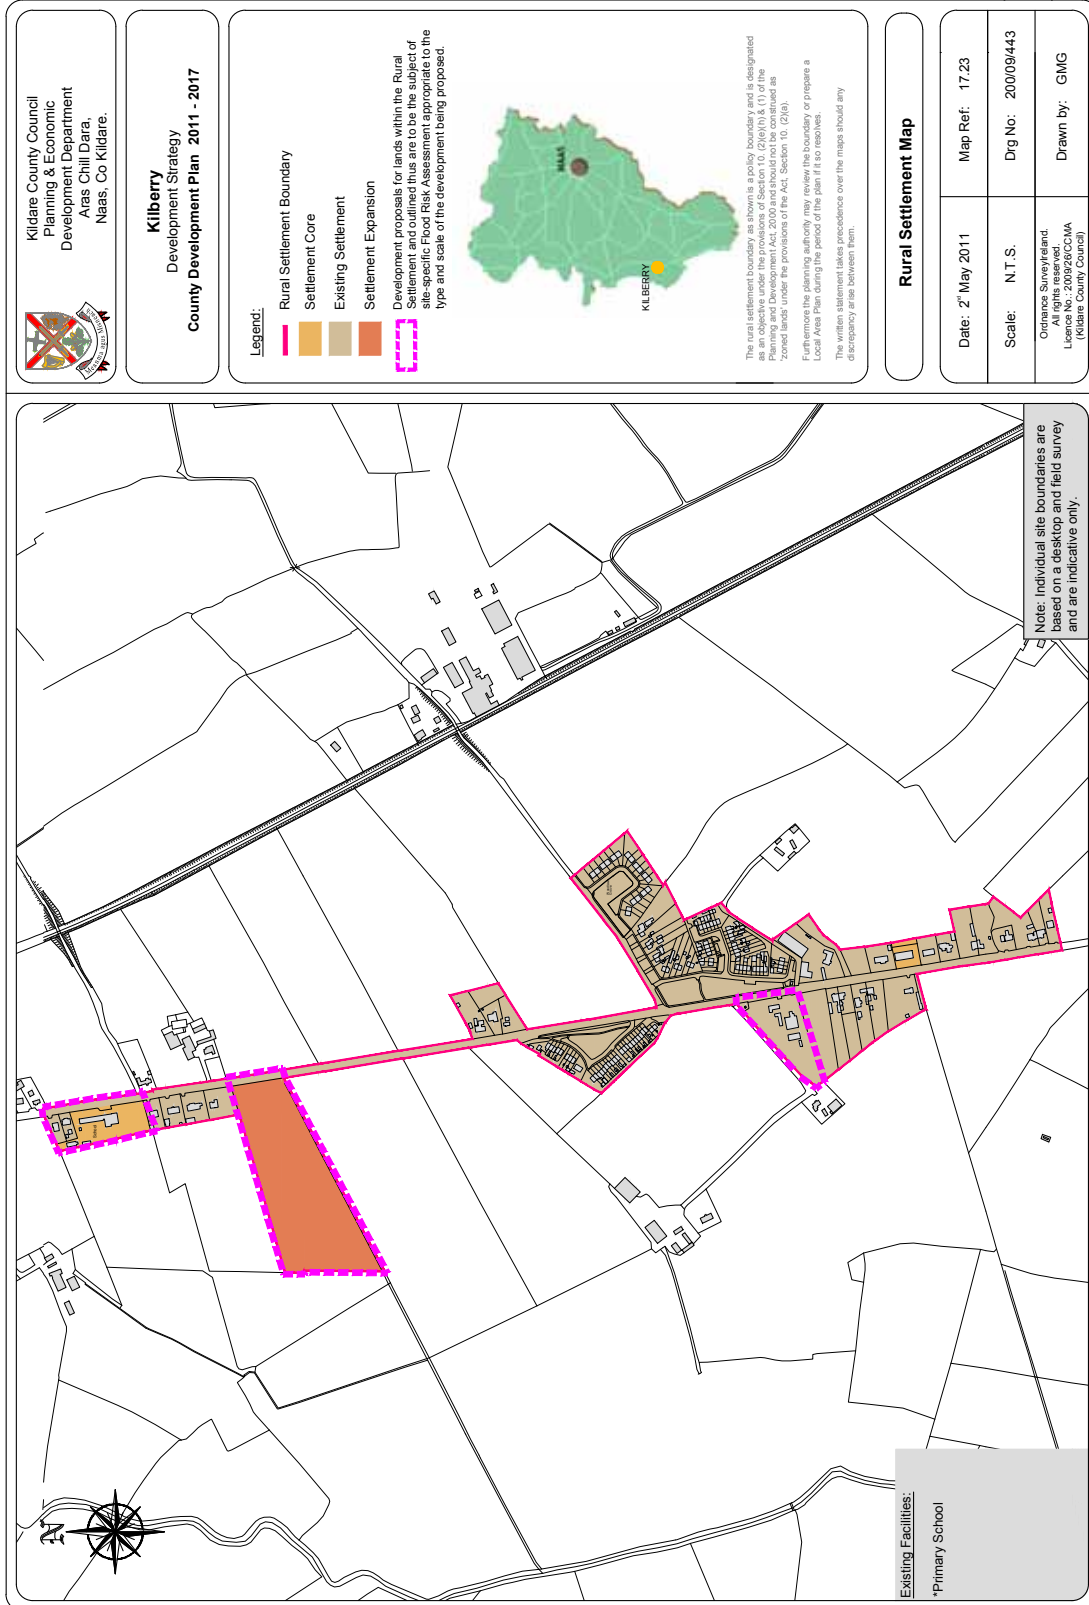 Kildare County Council
Planning & Economic
Development Department
Aras Chill Dara,
Naas, Co Kildare.
Kilberry
Development Strategy
County Development Plan 2011 - 2017
Legend:
Rural Settlement Boundary
Settlement Core
Existing Settlement
Settlement Expansion
Development proposals for lands within the Rural
Settlement and outlined thus are to be the subject of
site-specific Flood Risk Assessment appropriate to the
type and scale of the development being proposed.
NAAS
KILBERRY
The rural settlement boundary as shown is a policy boundary and is designated
as an objective under the provisions of Section 10. (2)(e)(h) & (1) of the
Planning and Development Act, 2000 and should not be construed as
'zoned lands' under the provisions of the Act, Section 10. (2)(a).
Furthermore the planning authority may review the boundary or prepare a
Local Area Plan during the period of the plan if it so resolves.
The written statement takes precedence over the maps should any
discrepancy arise between them.
Rural Settlement Map
Date: 2nd May 2011
Map Ref: 17.23
Scale: N.T.S.
Drg No: 200/09/443
Ordnance Survey Ireland.
All rights reserved.
Licence No.: 2009/26/CCMA
(Kildare County Council)
Drawn by: GMG
Note: Individual site boundaries are
based on a desktop and field survey
and are indicative only.
School
N
Existing Facilities:
*Primary School